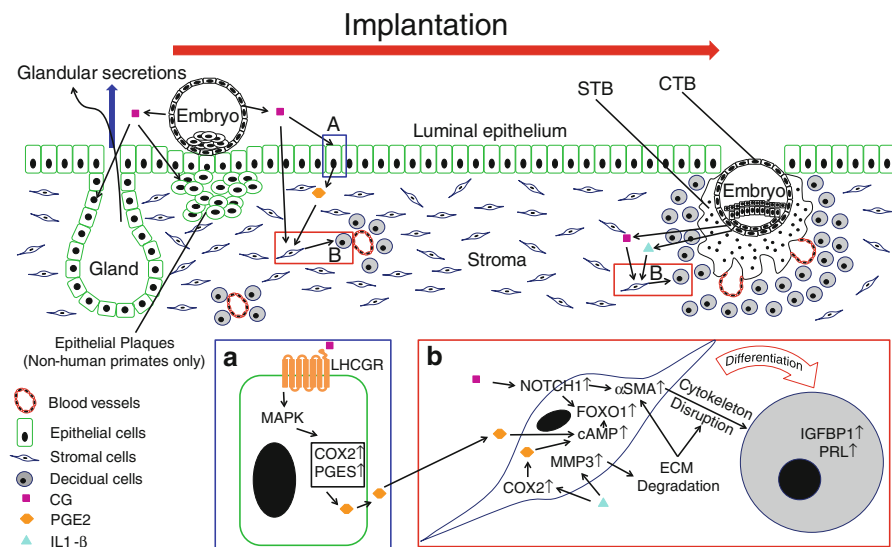 Implantation
Glandular secretions
Embryo
A
Luminal epithelium
STB
CTB
Embryo
Gland
B
Stroma
B
Epithelial Plaques
(Non-human primates only)
Blood vessels
Epithelial cells
Stromal cells
Decidual cells
CG
PGE2
IL1-β
a
LHCGR
MAPK
COX2↑
PGES↑
b
Differentiation
NOTCH1↑
αSMA↑
Cytokeleton
Disruption
FOXO1↑
cAMP↑
MMP3↑
COX2↑
ECM
Degradation
IGFBP1↑
PRL↑